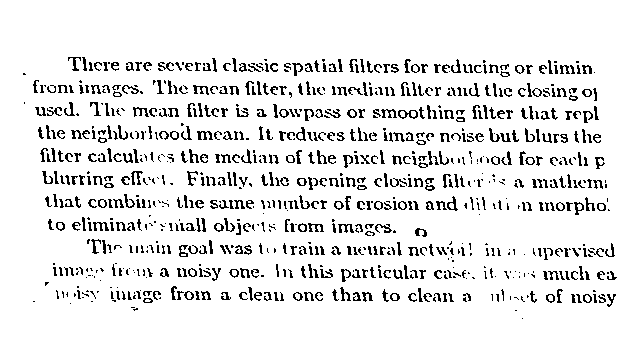 There are several classic spatial filters for reducing or elimin
from images. The mean filter, the median filter and the closing o
used. The mean filter is a lowpass or smoothing filter that repl
the neighborhood mean. It reduces the image noise but blurs the
filter calculates the median of the pixel neighborhood for each p
blurring effect. Finally, the opening closing filter is a mathem
that combines the same number of erosion and dilation morpho
to eliminate small objects from images.
The main goal was to train a neural network in a supervised
image from a noisy one. In this particular case, it was much ea
noisy image from a clean one than to clean a subset of noisy